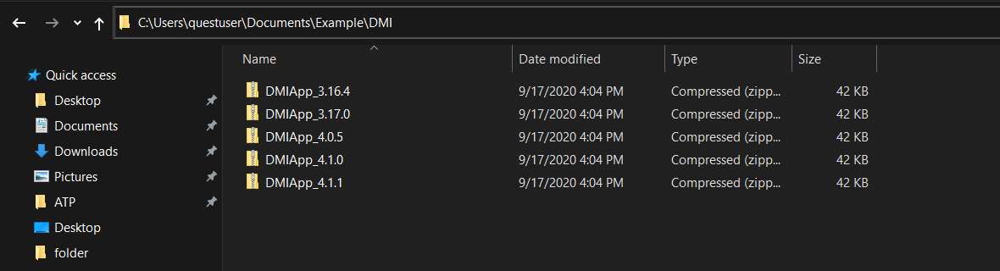 C:\Users\questuser\Documents\Example\DMI
Name Date modified Type Size
Quick access
Desktop
Documents
Downloads
Pictures
ATP
Desktop
folder
DMIApp_3.16.4 9/17/2020 4:04 PM Compressed (zipp... 42 KB
DMIApp_3.17.0 9/17/2020 4:04 PM Compressed (zipp... 42 KB
DMIApp_4.0.5 9/17/2020 4:04 PM Compressed (zipp... 42 KB
DMIApp_4.1.0 9/17/2020 4:04 PM Compressed (zipp... 42 KB
DMIApp_4.1.1 9/17/2020 4:04 PM Compressed (zipp... 42 KB